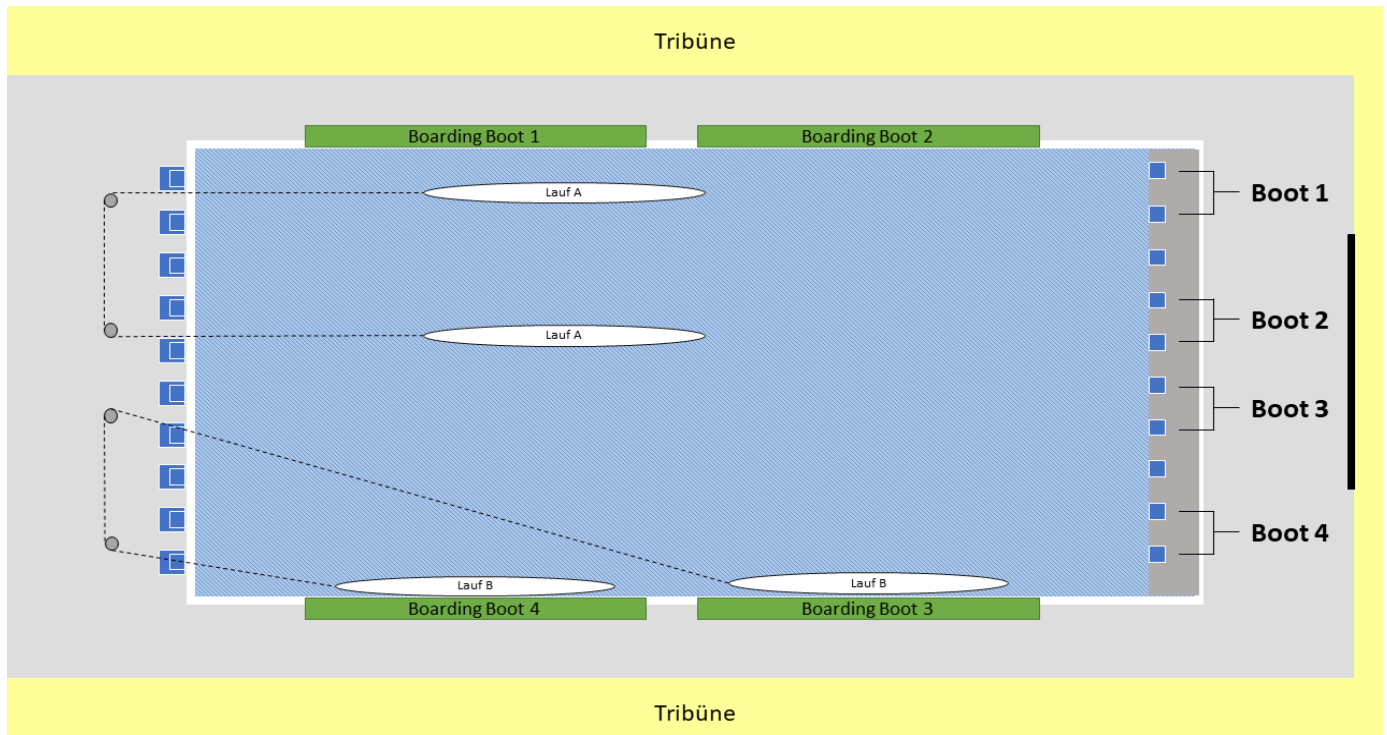 Tribüne
Boarding Boot 1
Boarding Boot 2
Lauf A
Boot 1
Boot 2
Lauf A
Boot 3
Boot 4
Lauf B
Lauf B
Boarding Boot 4
Boarding Boot 3
Tribüne